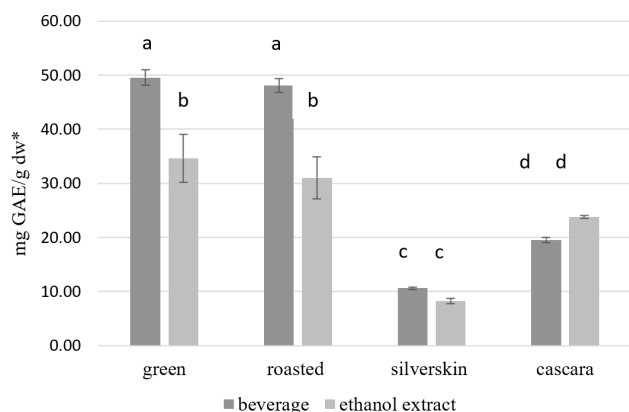 60.00
50.00
40.00
30.00
20.00
10.00
0.00
mg GAE/g dw*
a
b
a
b
c c
d d
green roasted silverskin cascara
beverage ethanol extract